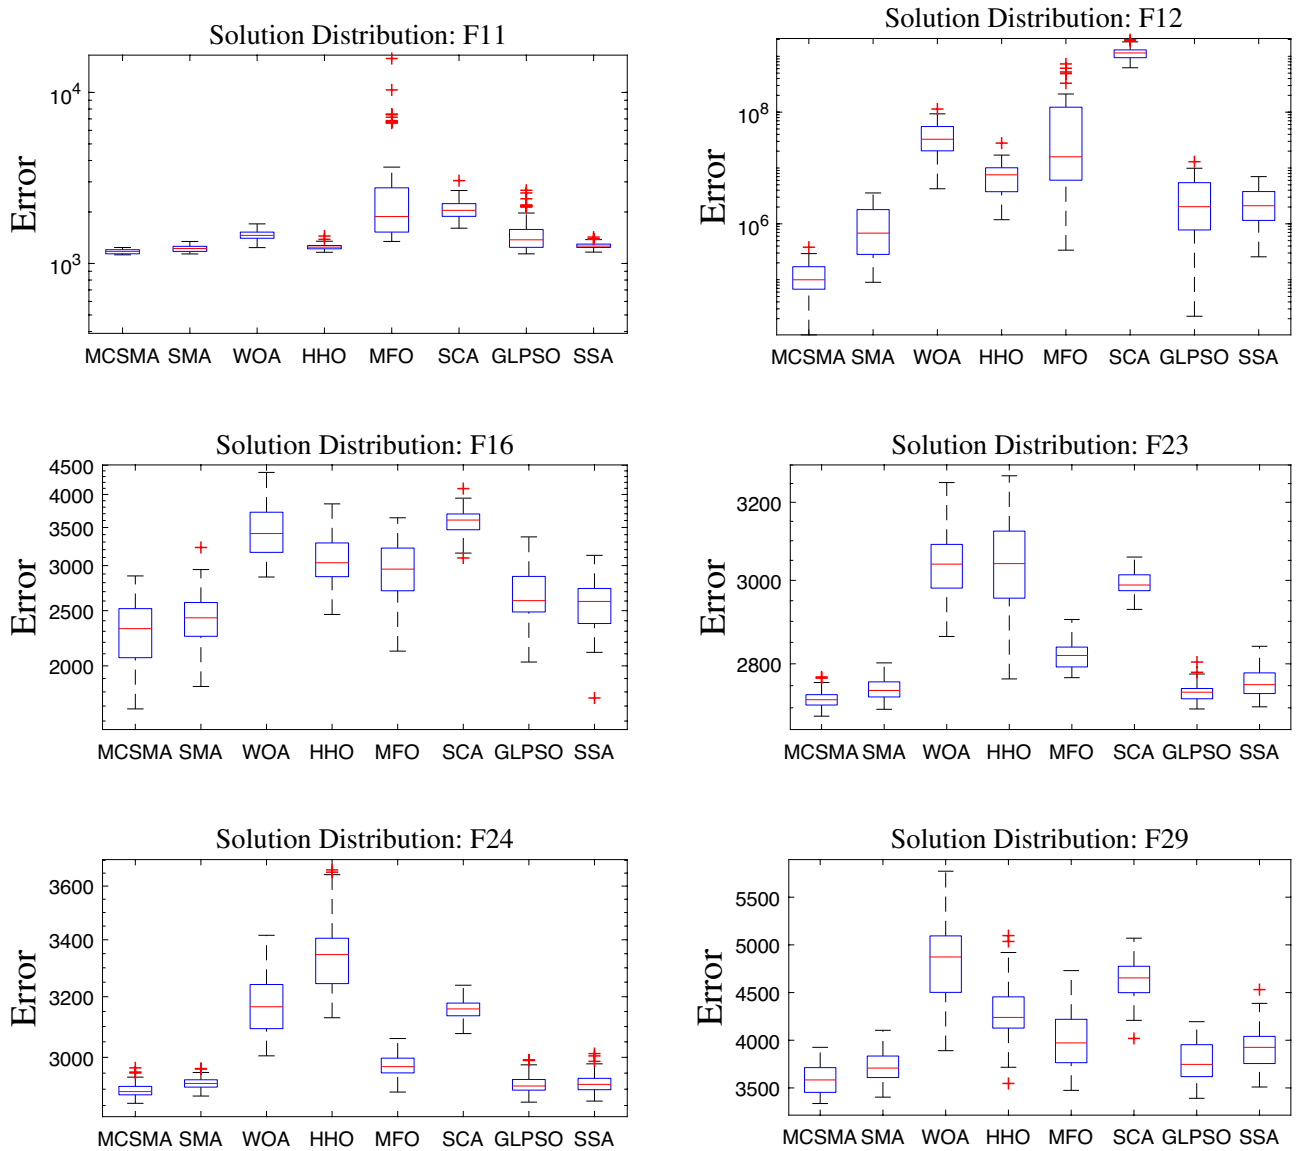 Solution Distribution: F11
Error
10^4
10^3
MCSMA SMA WOA HHO MFO SCA GLPSO SSA
Solution Distribution: F12
Error
10^8
10^6
MCSMA SMA WOA HHO MFO SCA GLPSO SSA
Solution Distribution: F16
Error
4500
4000
3500
3000
2500
2000
MCSMA SMA WOA HHO MFO SCA GLPSO SSA
Solution Distribution: F23
Error
3200
3000
2800
MCSMA SMA WOA HHO MFO SCA GLPSO SSA
Solution Distribution: F24
Error
3600
3400
3200
3000
MCSMA SMA WOA HHO MFO SCA GLPSO SSA
Solution Distribution: F29
Error
5500
5000
4500
4000
3500
MCSMA SMA WOA HHO MFO SCA GLPSO SSA